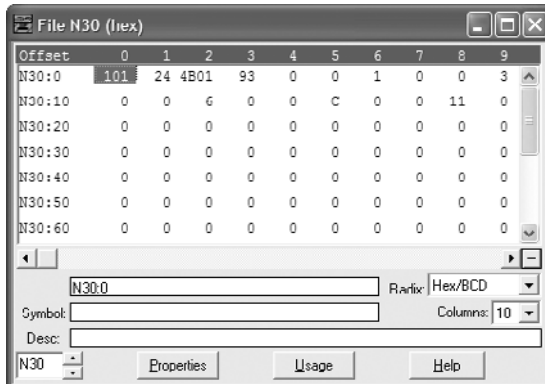 File N30 (hex)
Offset 0 1 2 3 4 5 6 7 8 9
N30:0 101 24 4B01 93 0 0 1 0 0 3
N30:10 0 0 6 0 0 C 0 0 11 0
N30:20 0 0 0 0 0 0 0 0 0 0
N30:30 0 0 0 0 0 0 0 0 0 0
N30:40 0 0 0 0 0 0 0 0 0 0
N30:50 0 0 0 0 0 0 0 0 0 0
N30:60 0 0 0 0 0 0 0 0 0 0
N30:0 Radix: Hex/BCD
Symbol: Columns: 10
Desc:
N30 Properties Usage Help